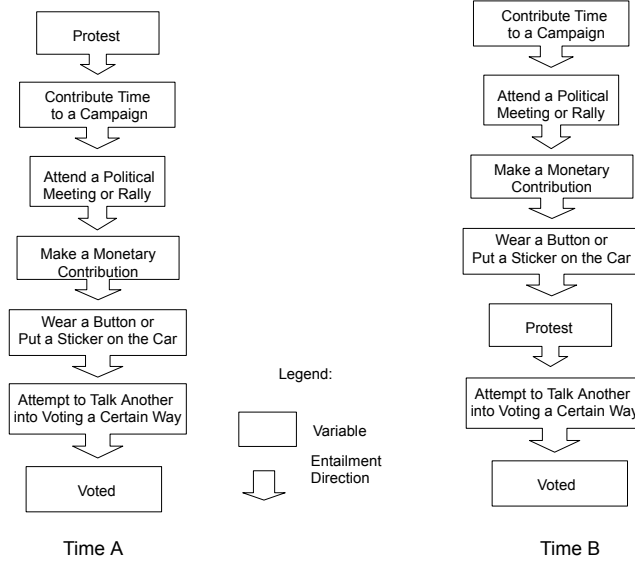 Protest
Contribute Time
to a Campaign
Attend a Political
Meeting or Rally
Make a Monetary
Contribution
Wear a Button or
Put a Sticker on the Car
Attempt to Talk Another
into Voting a Certain Way
Voted
Time A
Legend:
Variable
Entailment
Direction
Contribute Time
to a Campaign
Attend a Political
Meeting or Rally
Make a Monetary
Contribution
Wear a Button or
Put a Sticker on the Car
Protest
Attempt to Talk Another
into Voting a Certain Way
Voted
Time B